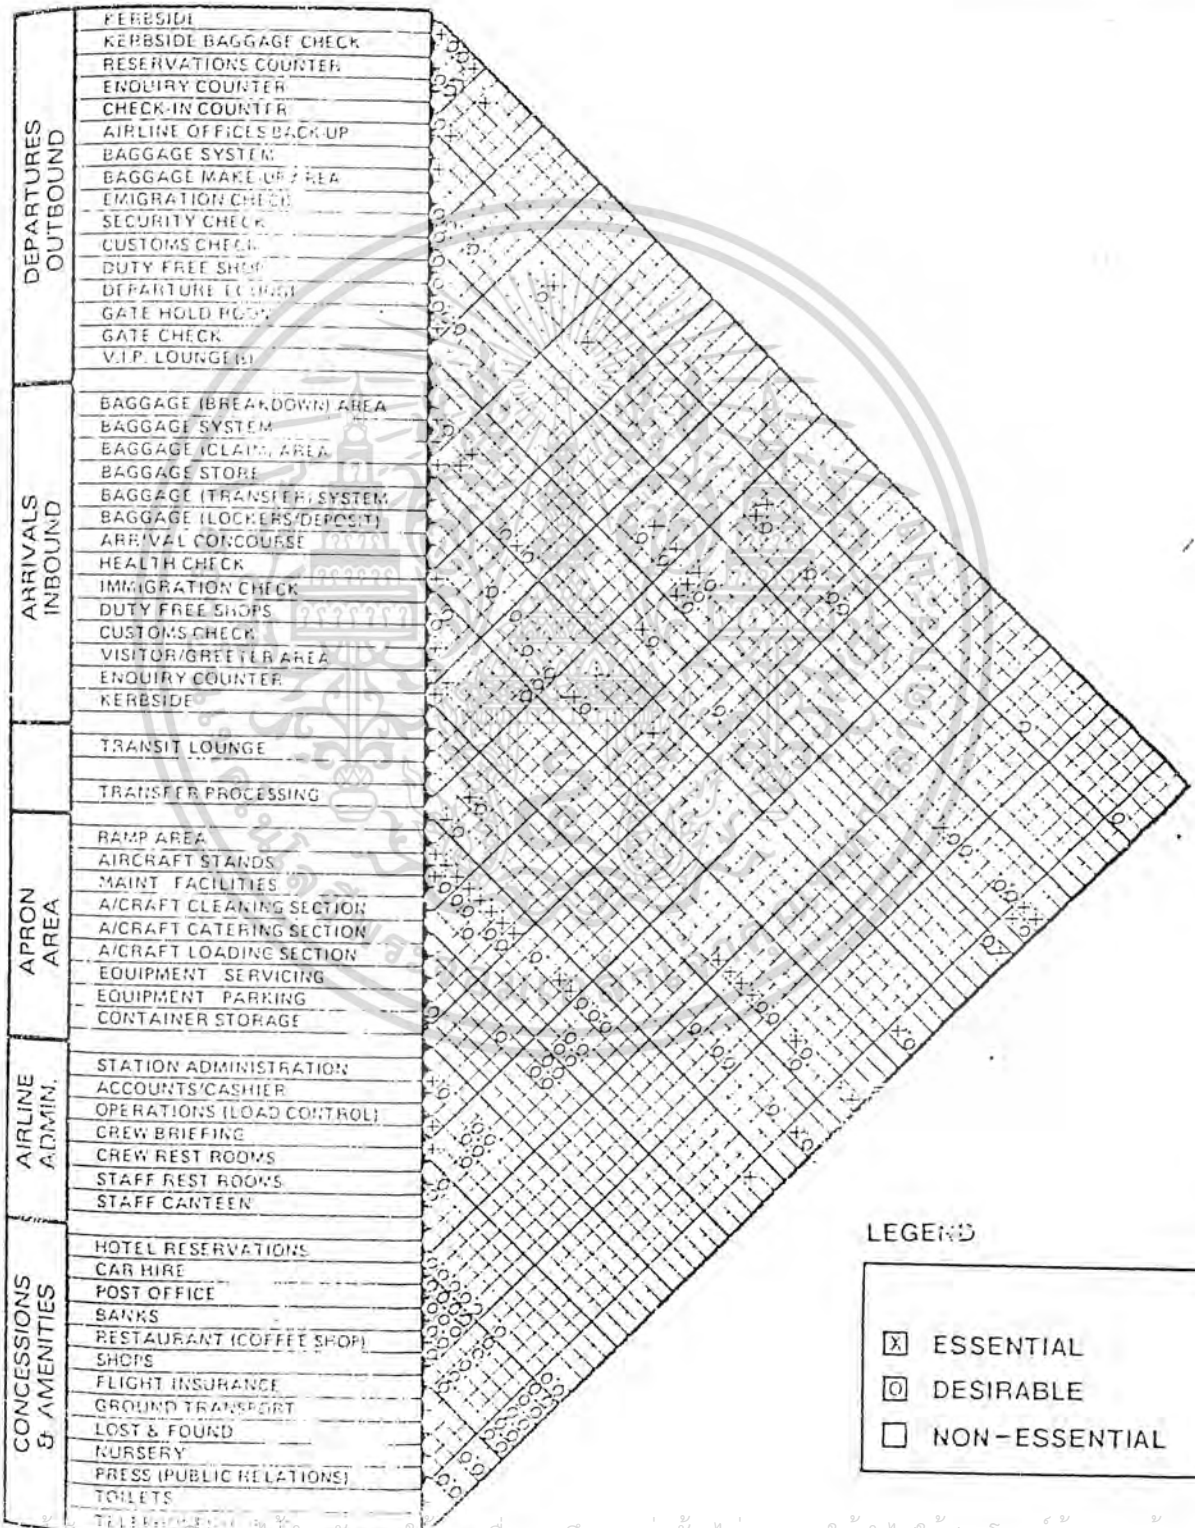 DEPARTURES
OUTBOUND
KERBSIDE
KERBSIDE BAGGAGE CHECK
RESERVATIONS COUNTER
ENQUIRY COUNTER
CHECK-IN COUNTER
AIRLINE OFFICES BACK-UP
BAGGAGE SYSTEM
BAGGAGE MAKE-UP AREA
EMIGRATION CHECK
SECURITY CHECK
CUSTOMS CHECK
DUTY FREE SHOP
DEPARTURE LOUNGE
GATE HOLD ROOM
GATE CHECK
V.I.P. LOUNGE(S)
ARRIVALS
INBOUND
BAGGAGE (BREAKDOWN) AREA
BAGGAGE SYSTEM
BAGGAGE (CLAIM) AREA
BAGGAGE STORE
BAGGAGE (TRANSFER) SYSTEM
BAGGAGE (LOCKERS/DEPOSIT)
ARRIVAL CONCOURSE
HEALTH CHECK
IMMIGRATION CHECK
DUTY FREE SHOPS
CUSTOMS CHECK
VISITOR/GREETER AREA
ENQUIRY COUNTER
KERBSIDE
TRANSIT LOUNGE
TRANSFER PROCESSING
APRON
AREA
RAMP AREA
AIRCRAFT STANDS
MAINT FACILITIES
A/CRAFT CLEANING SECTION
A/CRAFT CATERING SECTION
A/CRAFT LOADING SECTION
EQUIPMENT SERVICING
EQUIPMENT PARKING
CONTAINER STORAGE
AIRLINE
ADMIN.
STATION ADMINISTRATION
ACCOUNTS/CASHIER
OPERATIONS (LOAD CONTROL)
CREW BRIEFING
CREW REST ROOMS
STAFF REST ROOMS
STAFF CANTEEN
CONCESSIONS
& AMENITIES
HOTEL RESERVATIONS
CAR HIRE
POST OFFICE
BANKS
RESTAURANT (COFFEE SHOP)
SHOPS
FLIGHT INSURANCE
GROUND TRANSPORT
LOST & FOUND
NURSERY
PRESS (PUBLIC RELATIONS)
TOILETS
LEGEND
X ESSENTIAL
O DESIRABLE
NON-ESSENTIAL